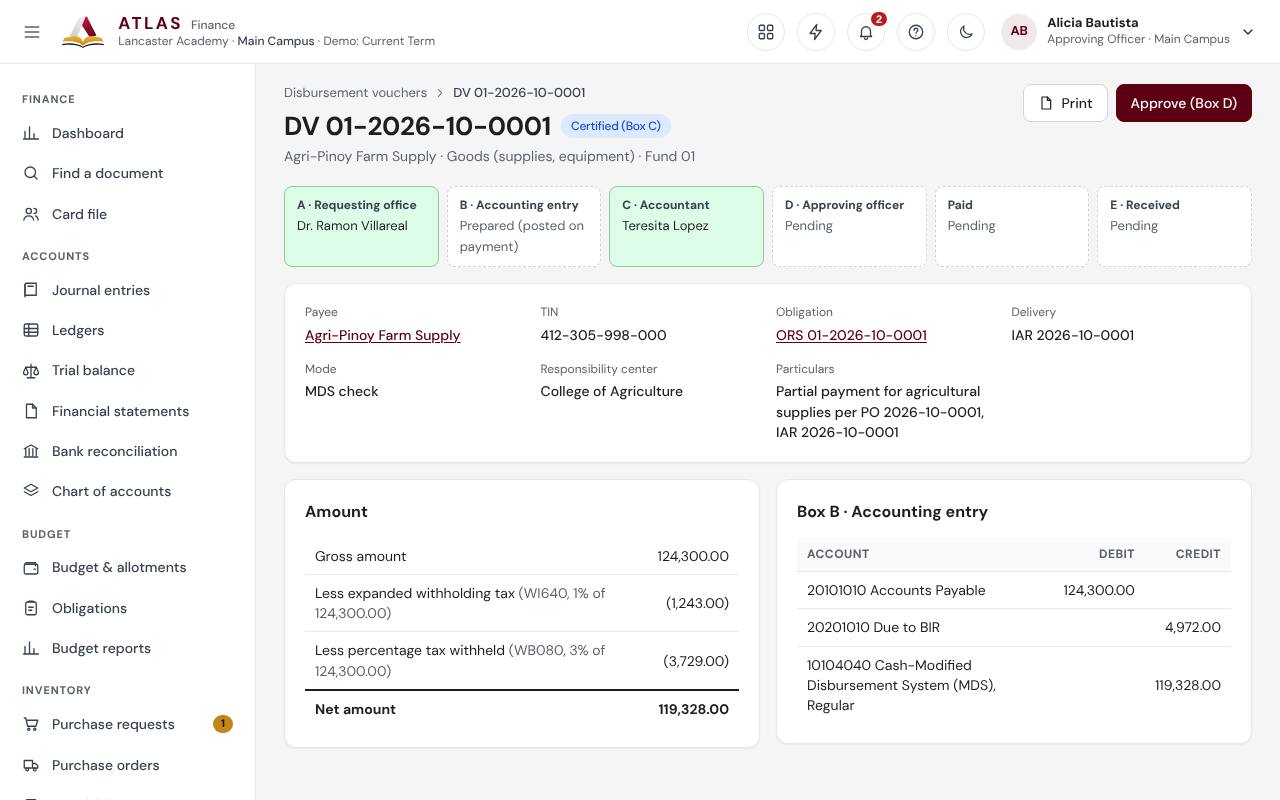 ATLAS Finance
Lancaster Academy · Main Campus · Demo: Current Term
2
AB
Alicia Bautista
Approving Officer · Main Campus
FINANCE
Dashboard
Find a document
Card file
ACCOUNTS
Journal entries
Ledgers
Trial balance
Financial statements
Bank reconciliation
Chart of accounts
BUDGET
Budget & allotments
Obligations
Budget reports
INVENTORY
Purchase requests 1
Purchase orders
Disbursement vouchers > DV 01-2026-10-0001
Print
Approve (Box D)
DV 01-2026-10-0001 Certified (Box C)
Agri-Pinoy Farm Supply · Goods (supplies, equipment) · Fund 01
A · Requesting office
Dr. Ramon Villareal
B · Accounting entry
Prepared (posted on
payment)
C · Accountant
Teresita Lopez
D · Approving officer
Pending
Paid
Pending
E · Received
Pending
Payee
Agri-Pinoy Farm Supply
TIN
412-305-998-000
Obligation
ORS 01-2026-10-0001
Delivery
IAR 2026-10-0001
Mode
MDS check
Responsibility center
College of Agriculture
Particulars
Partial payment for agricultural
supplies per PO 2026-10-0001,
IAR 2026-10-0001
Amount
Gross amount 124,300.00
Less expanded withholding tax (WI640, 1% of
124,300.00) (1,243.00)
Less percentage tax withheld (WB080, 3% of
124,300.00) (3,729.00)
Net amount 119,328.00
Box B · Accounting entry
ACCOUNT DEBIT CREDIT
20101010 Accounts Payable 124,300.00
20201010 Due to BIR 4,972.00
10104040 Cash-Modified
Disbursement System (MDS), 119,328.00
Regular